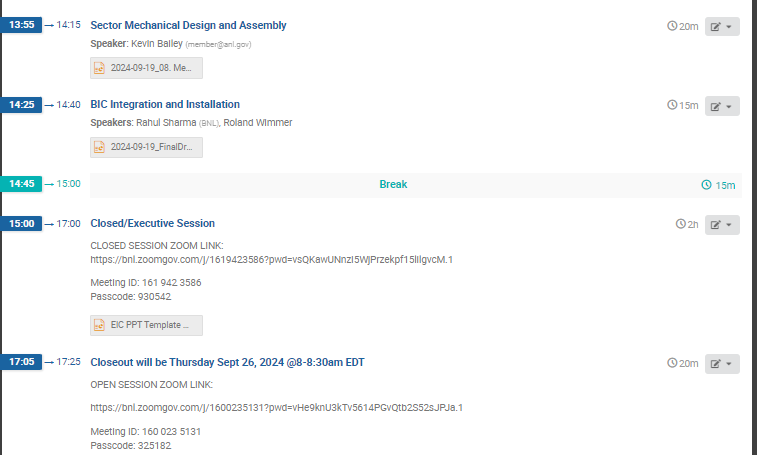 13:55 → 14:15 Sector Mechanical Design and Assembly 20m
Speaker: Kevin Bailey (member@anl.gov)
2024-09-19_08. Me...
14:25 → 14:40 BIC Integration and Installation 15m
Speakers: Rahul Sharma (BNL), Roland Wimmer
2024-09-19_FinalDr...
14:45 → 15:00 Break 15m
15:00 → 17:00 Closed/Executive Session 2h
CLOSED SESSION ZOOM LINK:
https://bnl.zoomgov.com/j/1619423586?pwd=vsQKawUNnzI5WjPrzekpf15liIgvcM.1
Meeting ID: 161 942 3586
Passcode: 930542
EIC PPT Template ...
17:05 → 17:25 Closeout will be Thursday Sept 26, 2024 @8-8:30am EDT 20m
OPEN SESSION ZOOM LINK:
https://bnl.zoomgov.com/j/1600235131?pwd=vHe9knU3kTv5614PGvQtb2S52sJPJa.1
Meeting ID: 160 023 5131
Passcode: 325182